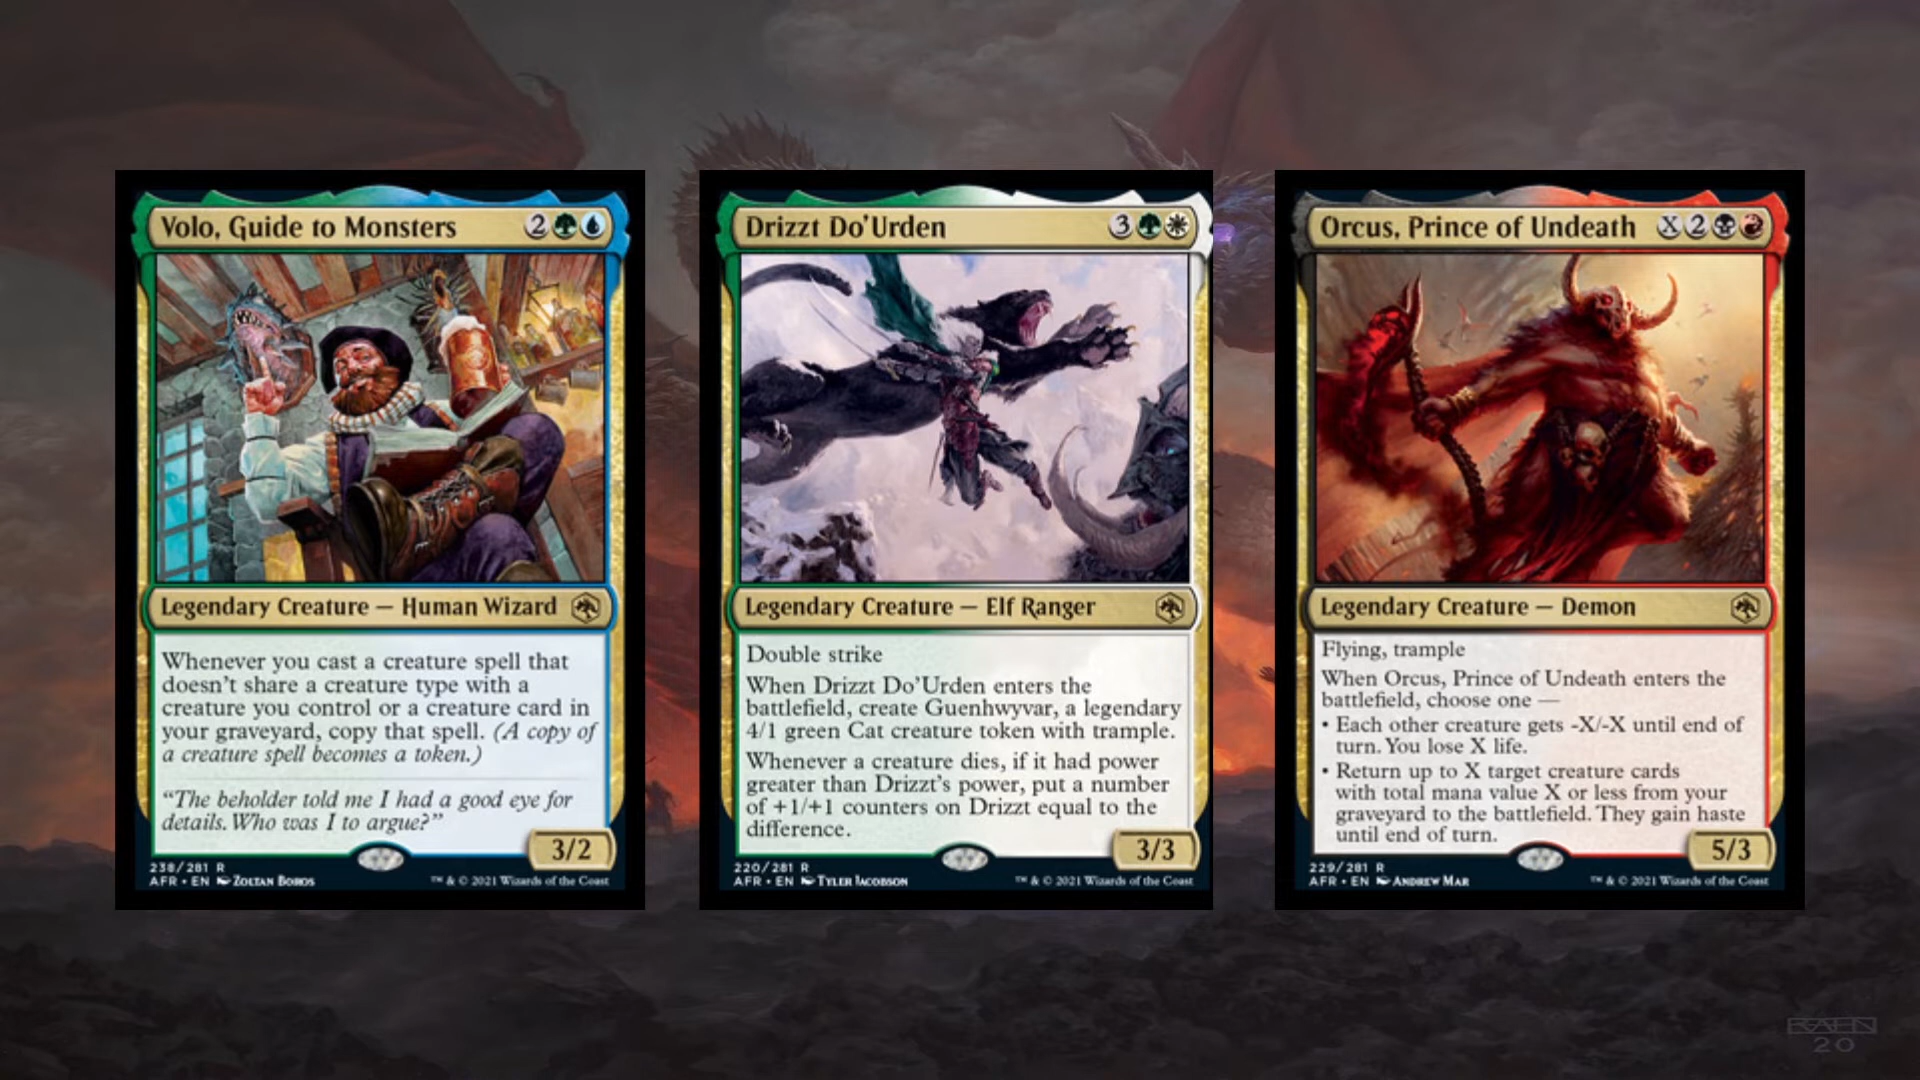 Volo, Guide to Monsters 2
Legendary Creature — Human Wizard
Whenever you cast a creature spell that
doesn't share a creature type with a
creature you control or a creature card in
your graveyard, copy that spell. (A copy of
a creature spell becomes a token.)
“The beholder told me I had a good eye for
details. Who was I to argue?”
3/2
238/281 R
AFR • EN Zoltan Boros
™ & © 2021 Wizards of the Coast
Drizzt Do'Urden 3
Legendary Creature — Elf Ranger
Double strike
When Drizzt Do'Urden enters the
battlefield, create Guenhwyvar, a legendary
4/1 green Cat creature token with trample.
Whenever a creature dies, if it had power
greater than Drizzt's power, put a number
of +1/+1 counters on Drizzt equal to the
difference.
3/3
220/281 R
AFR • EN Tyler Jacobson
™ & © 2021 Wizards of the Coast
Orcus, Prince of Undeath X 2
Legendary Creature — Demon
Flying, trample
When Orcus, Prince of Undeath enters the
battlefield, choose one —
• Each other creature gets -X/-X until end of
turn. You lose X life.
• Return up to X target creature cards
with total mana value X or less from your
graveyard to the battlefield. They gain haste
until end of turn.
5/3
229/281 R
AFR • EN Andrew Mar
™ & © 2021 Wizards of the Coast
RAHN
20